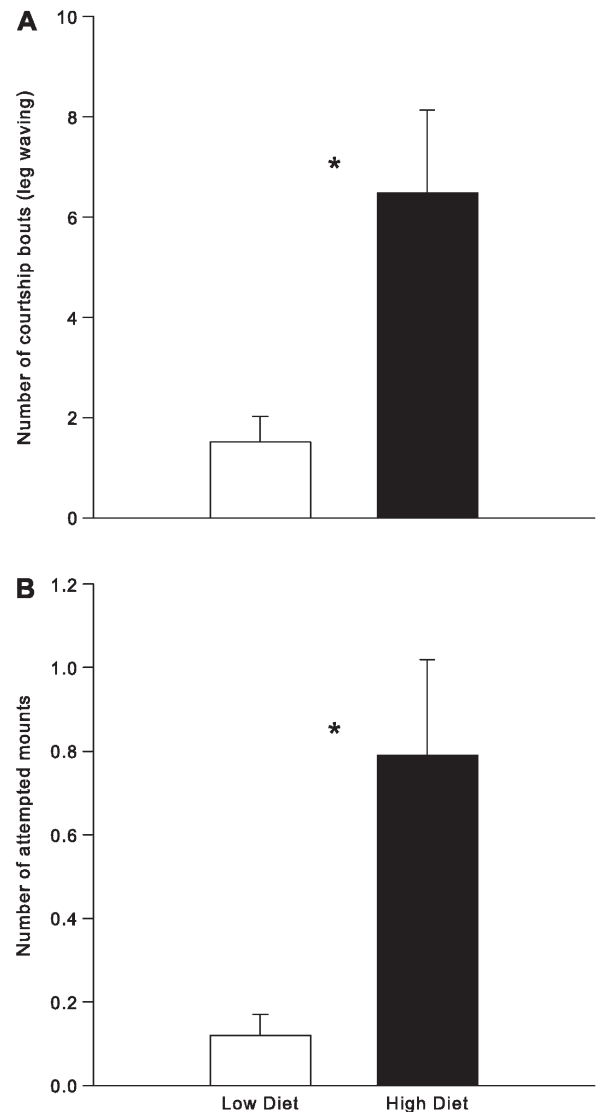 A
Number of courtship bouts (leg waving)
10
8
6
4
2
0
*
B
Number of attempted mounts
1.2
1.0
0.8
0.6
0.4
0.2
0.0
*
Low Diet
High Diet